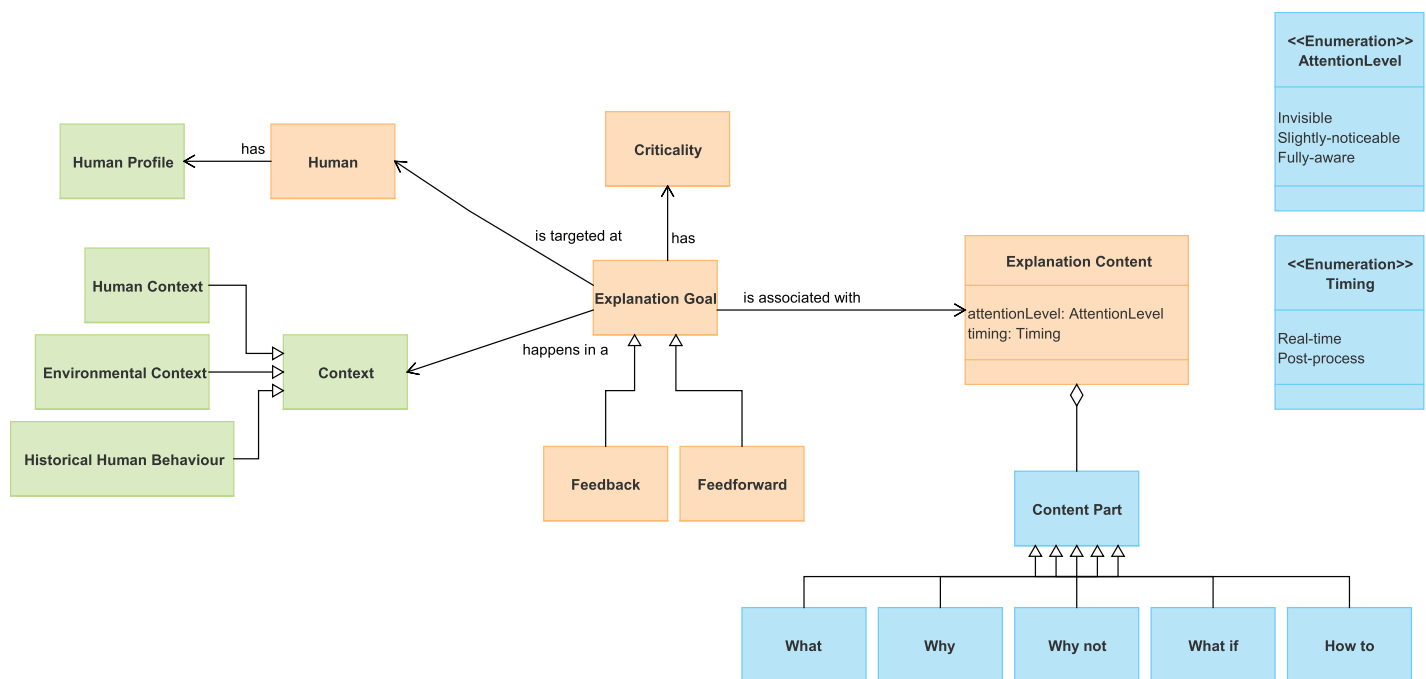 <<Enumeration>>
AttentionLevel
Invisible
Slightly-noticeable
Fully-aware
Human Profile
has
Human
Criticality
is targeted at
has
Human Context
Environmental Context
Historical Human Behaviour
Context
happens in a
Explanation Goal
is associated with
Explanation Content
attentionLevel: AttentionLevel
timing: Timing
<<Enumeration>>
Timing
Real-time
Post-process
Feedback
Feedforward
Content Part
What
Why
Why not
What if
How to